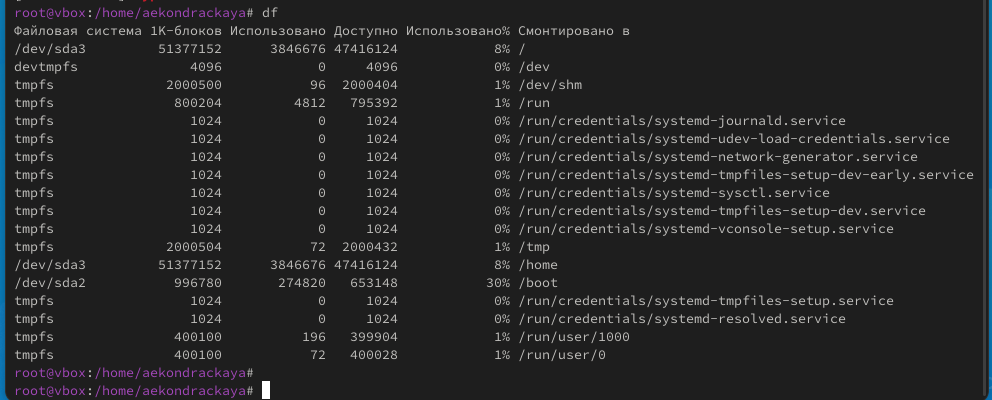 root@vbox:/home/aekondrackaya# df
Файловая система 1K-блоков Использовано Доступно Использовано% Смонтировано в
/dev/sda3 51377152 3846676 47416124 8% /
devtmpfs 4096 0 4096 0% /dev
tmpfs 2000500 96 2000404 1% /dev/shm
tmpfs 800204 4812 795392 1% /run
tmpfs 1024 0 1024 0% /run/credentials/systemd-journald.service
tmpfs 1024 0 1024 0% /run/credentials/systemd-udev-load-credentials.service
tmpfs 1024 0 1024 0% /run/credentials/systemd-network-generator.service
tmpfs 1024 0 1024 0% /run/credentials/systemd-tmpfiles-setup-dev-early.service
tmpfs 1024 0 1024 0% /run/credentials/systemd-sysctl.service
tmpfs 1024 0 1024 0% /run/credentials/systemd-tmpfiles-setup-dev.service
tmpfs 1024 0 1024 0% /run/credentials/systemd-vconsole-setup.service
tmpfs 2000504 72 2000432 1% /tmp
/dev/sda3 51377152 3846676 47416124 8% /home
/dev/sda2 996780 274820 653148 30% /boot
tmpfs 1024 0 1024 0% /run/credentials/systemd-tmpfiles-setup.service
tmpfs 1024 0 1024 0% /run/credentials/systemd-resolved.service
tmpfs 400100 196 399904 1% /run/user/1000
tmpfs 400100 72 400028 1% /run/user/0
root@vbox:/home/aekondrackaya#
root@vbox:/home/aekondrackaya#